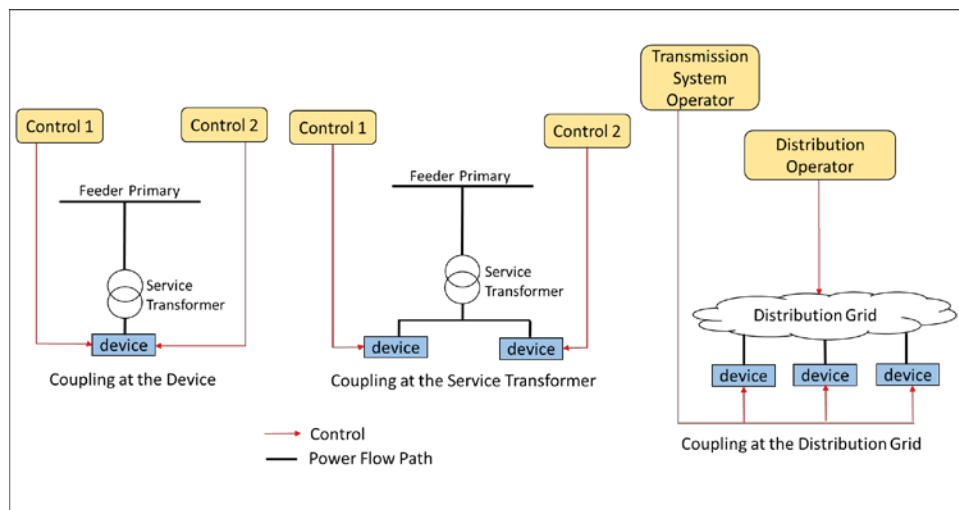 Control 1
Control 2
Feeder Primary
Service
Transformer
device
Coupling at the Device
Control 1
Control 2
Feeder Primary
Service
Transformer
device
device
Coupling at the Service Transformer
Transmission
System
Operator
Distribution
Operator
Distribution Grid
device
device
device
Coupling at the Distribution Grid
Control
Power Flow Path